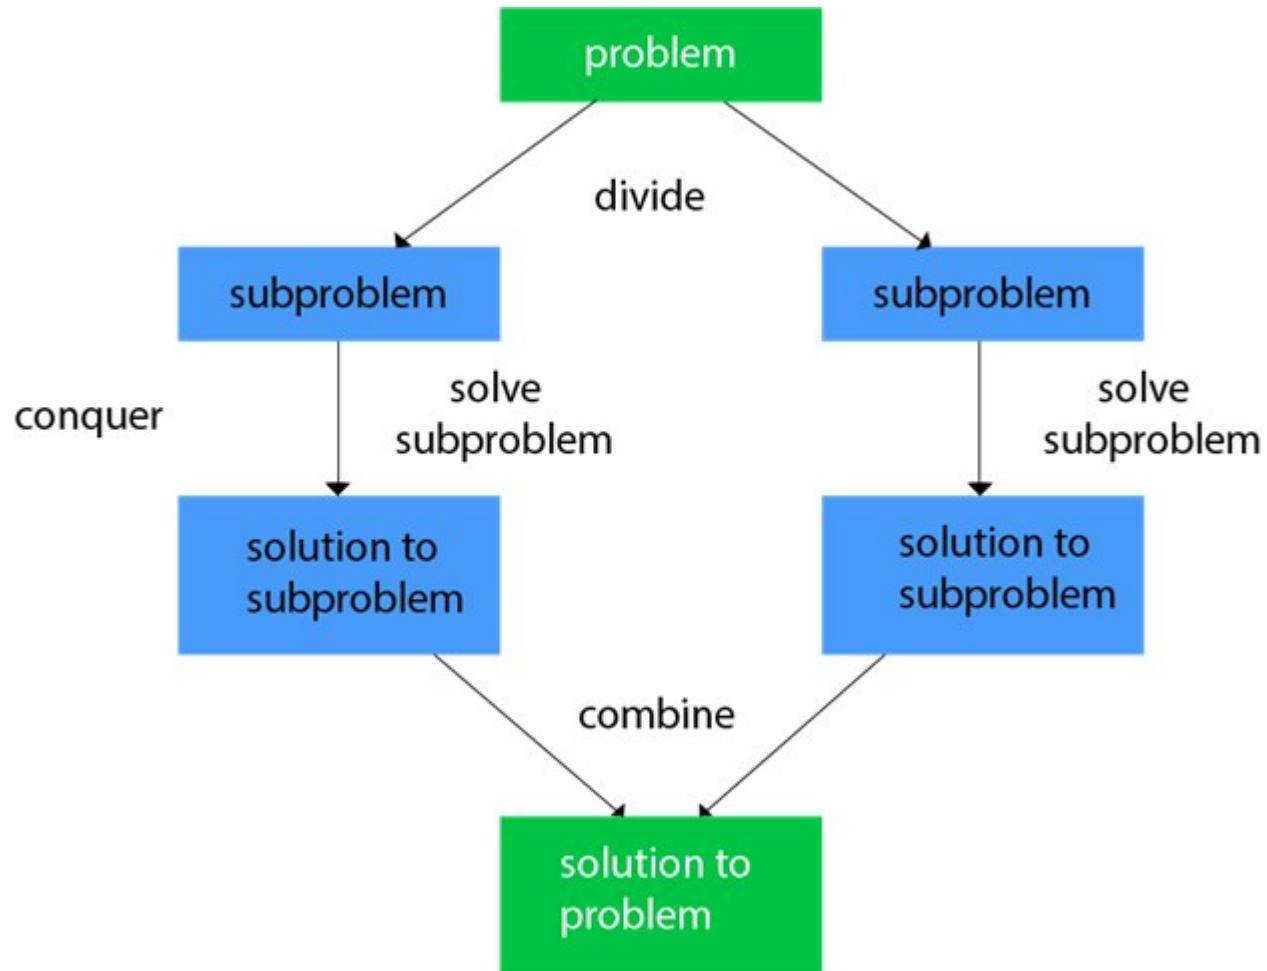 problem
divide
subproblem
subproblem
conquer
solve
subproblem
solve
subproblem
solution to
subproblem
solution to
subproblem
combine
solution to
problem